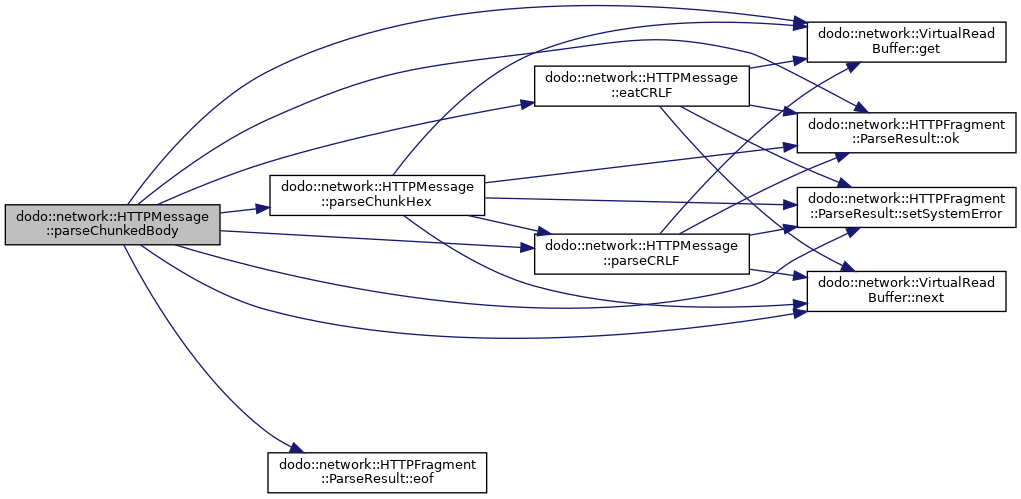 dodo::network::VirtualRead
Buffer::get
dodo::network::HTTPMessage
::eatCRLF
dodo::network::HTTPFragment
::ParseResult::ok
dodo::network::HTTPMessage
::parseChunkHex
dodo::network::HTTPFragment
::ParseResult::setSystemError
dodo::network::HTTPMessage
::parseChunkedBody
dodo::network::HTTPMessage
::parseCRLF
dodo::network::VirtualRead
Buffer::next
dodo::network::HTTPFragment
::ParseResult::eof